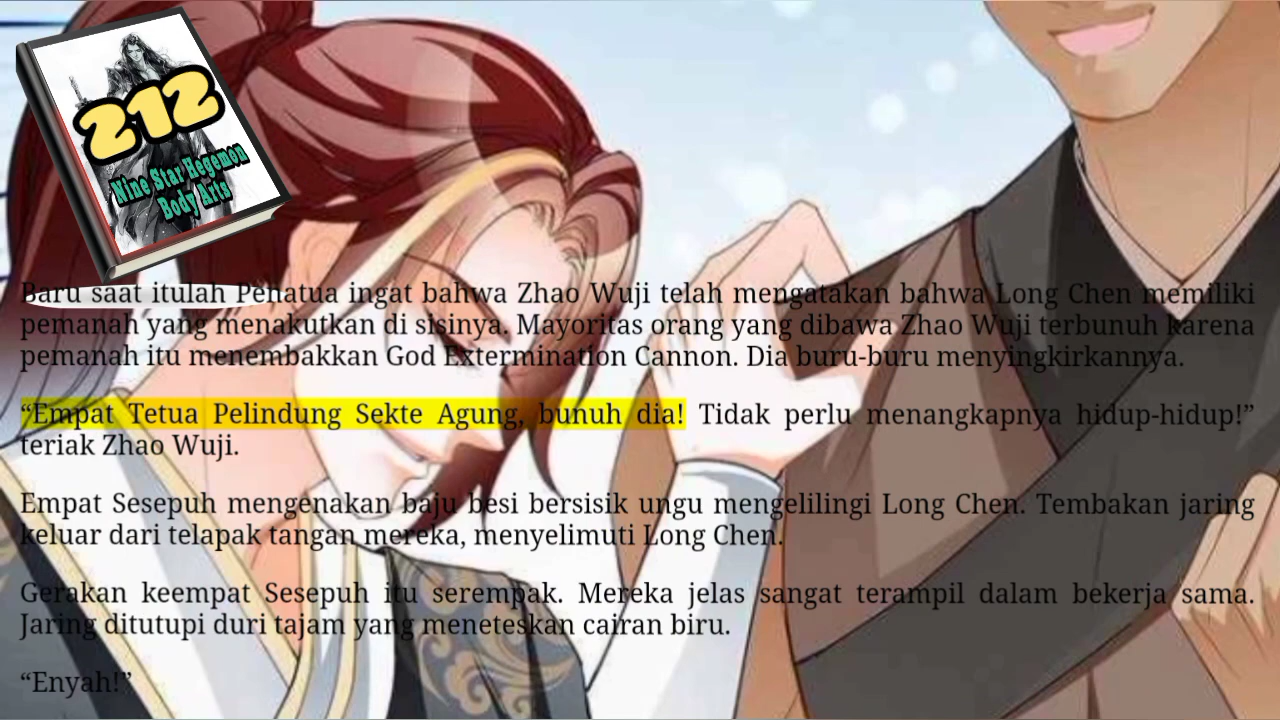 212
Nine Star Hegemon
Body Arts
Baru saat itulah Penatua ingat bahwa Zhao Wuji telah mengatakan bahwa Long Chen memiliki
pemanah yang menakutkan di sisinya. Mayoritas orang yang dibawa Zhao Wuji terbunuh karena
pemanah itu menembakkan God Extermination Cannon. Dia buru-buru menyingkirkannya.
“Empat Tetua Pelindung Sekte Agung, bunuh dia! Tidak perlu menangkapnya hidup-hidup!”
teriak Zhao Wuji.
Empat Sesepuh mengenakan baju besi bersisik ungu mengelilingi Long Chen. Tembakan jaring
keluar dari telapak tangan mereka, menyelimuti Long Chen.
Gerakan keempat Sesepuh itu serempak. Mereka jelas sangat terampil dalam bekerja sama.
Jaring ditutupi duri tajam yang meneteskan cairan biru.
“Enyah!”